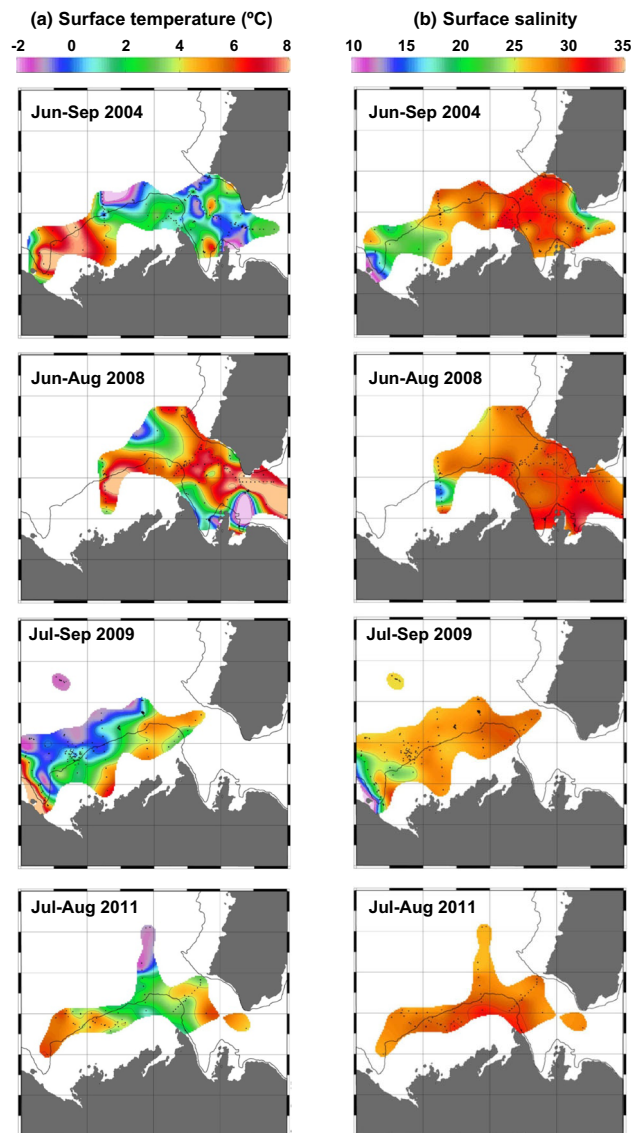 (a) Surface temperature (ºC)
(b) Surface salinity
-2 0 2 4 6 8
10 15 20 25 30 35
Jun-Sep 2004
Jun-Sep 2004
Jun-Aug 2008
Jun-Aug 2008
Jul-Sep 2009
Jul-Sep 2009
Jul-Aug 2011
Jul-Aug 2011